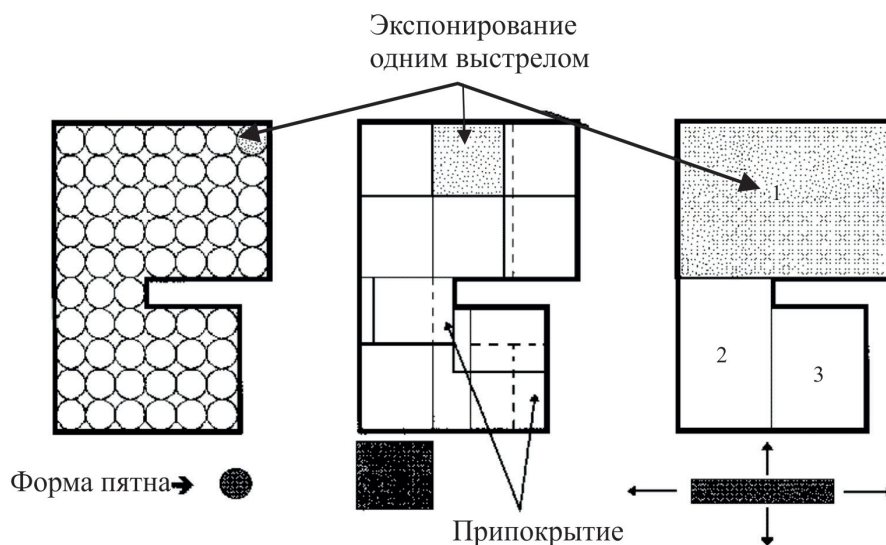 Экспонирование
одним выстрелом
1
2
3
Форма пятна
Припокрытие